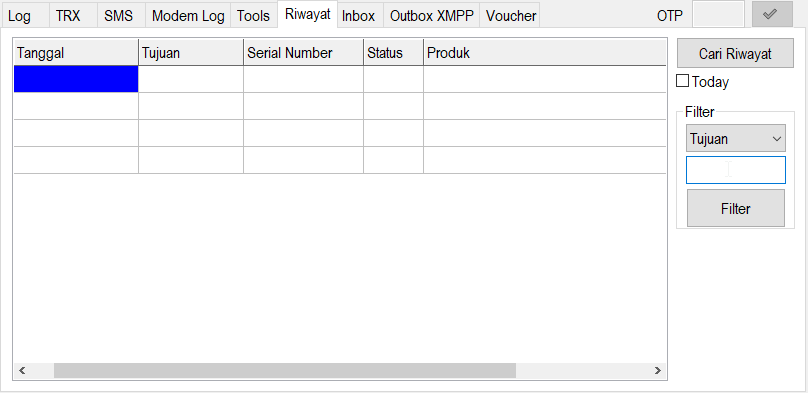 Log TRX SMS Modem Log Tools Riwayat Inbox Outbox XMPP Voucher OTP
Tanggal Tujuan Serial Number Status Produk
Cari Riwayat
Today
Filter
Tujuan
Filter